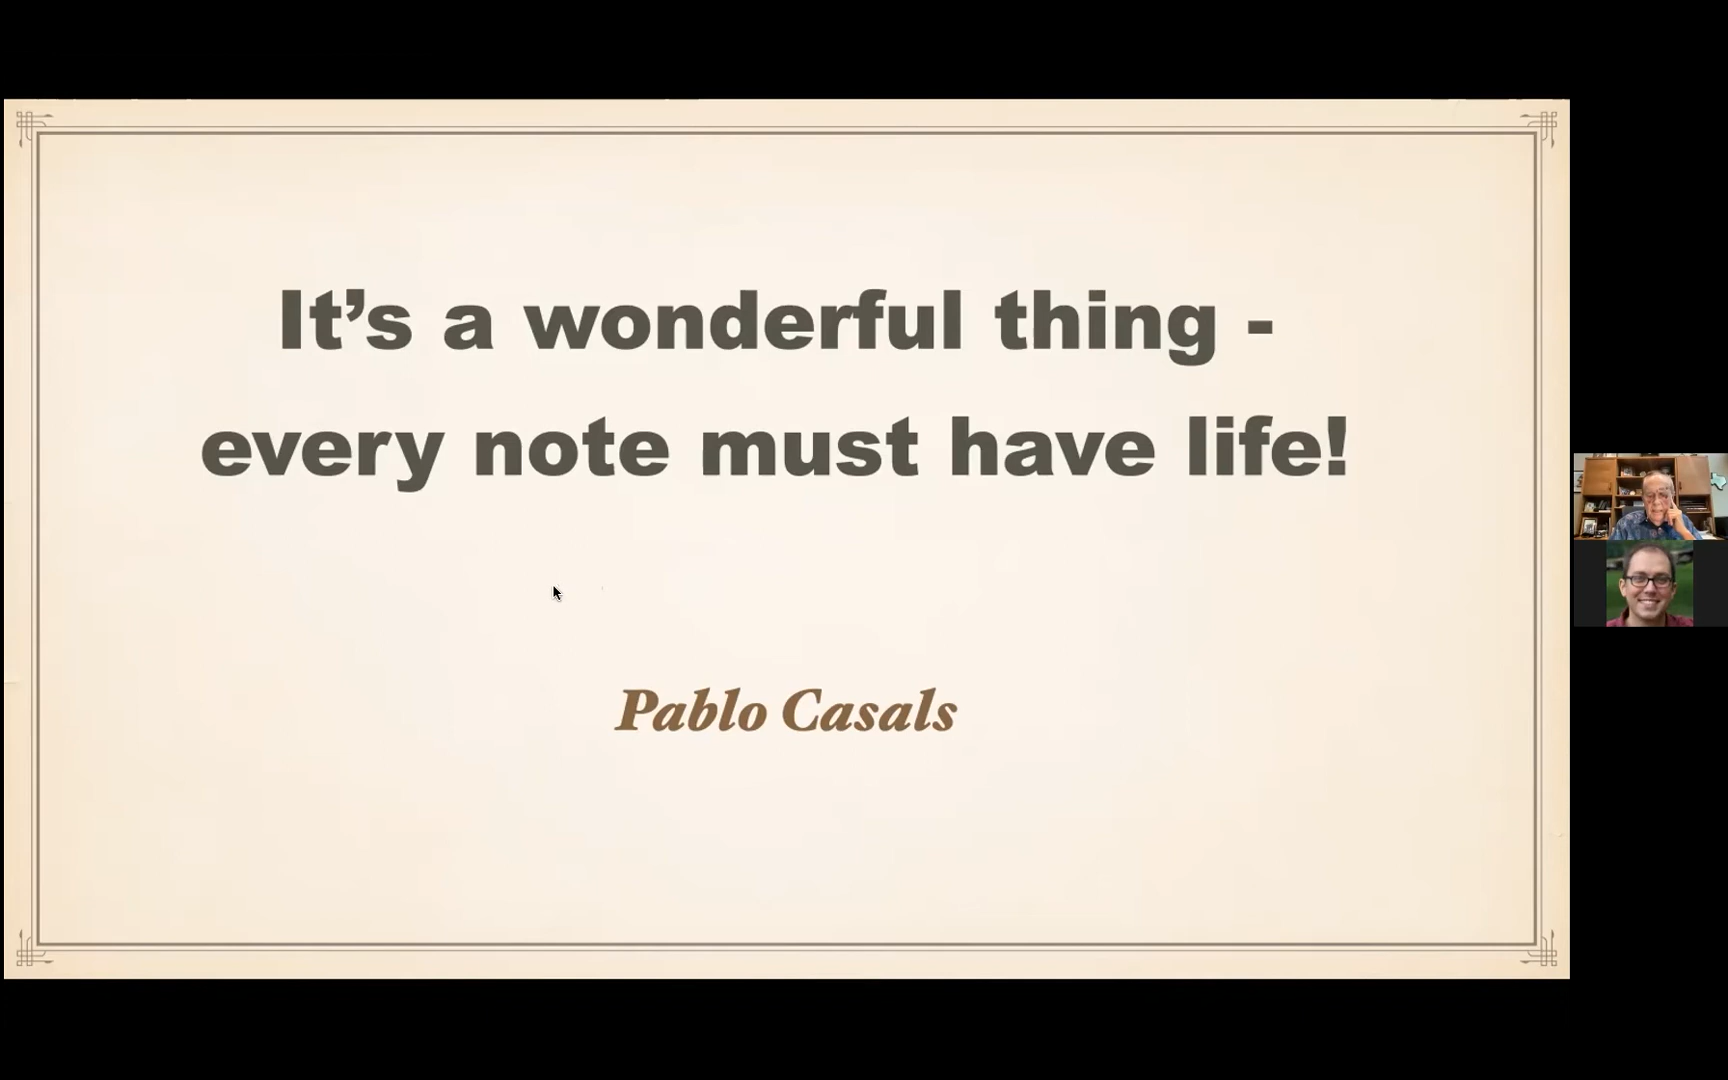 It’s a wonderful thing -
every note must have life!
Pablo Casals